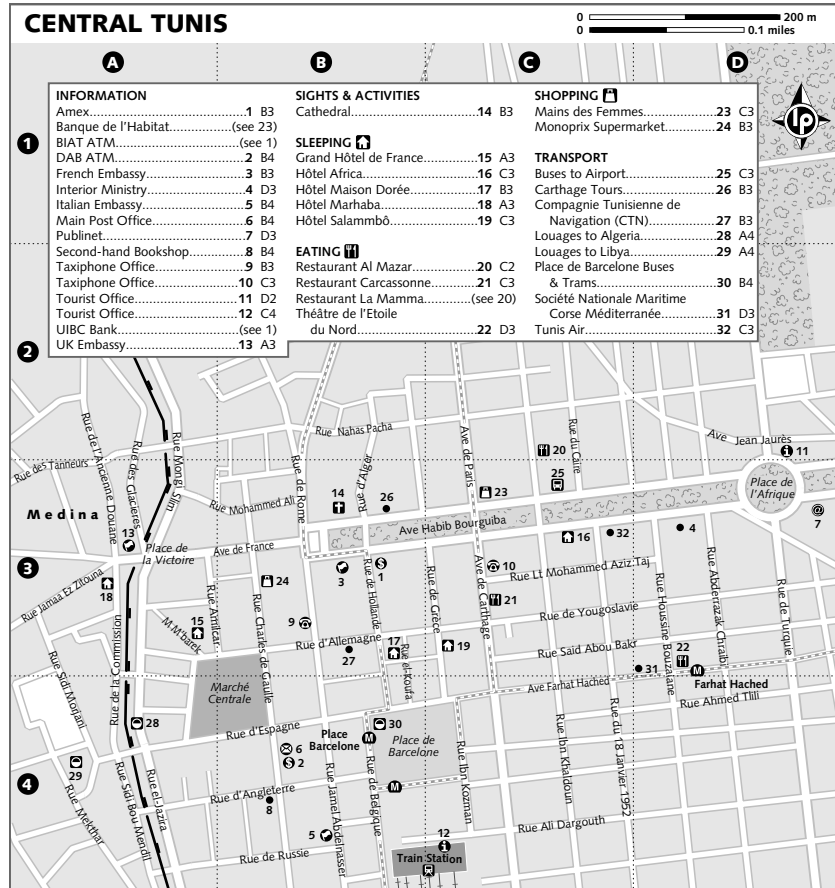 CENTRAL TUNIS
0 200 m
0 0.1 miles
A B C D
INFORMATION
Amex 1 B3
Banque de l'Habitat (see 23)
BIAT ATM (see 1)
DAB ATM 2 B4
French Embassy 3 B3
Interior Ministry 4 D3
Italian Embassy 5 B4
Main Post Office 6 B4
Publinet 7 D3
Second-hand Bookshop 8 B4
Taxiphone Office 9 B3
Taxiphone Office 10 C3
Tourist Office 11 D2
Tourist Office 12 C4
UIBC Bank (see 1)
UK Embassy 13 A3
SIGHTS & ACTIVITIES
Cathedral 14 B3
SLEEPING
Grand Hôtel de France 15 A3
Hôtel Africa 16 C3
Hôtel Maison Dorée 17 B3
Hôtel Marhaba 18 A3
Hôtel Salammbô 19 C3
EATING
Restaurant Al Mazar 20 C2
Restaurant Carcassonne 21 C3
Restaurant La Mamma (see 20)
Théâtre de l'Etoile
du Nord 22 D3
SHOPPING
Mains des Femmes 23 C3
Monoprix Supermarket 24 B3
TRANSPORT
Buses to Airport 25 C3
Carthage Tours 26 B3
Compagnie Tunisienne de
Navigation (CTN) 27 B3
Louages to Algeria 28 A4
Louages to Libya 29 A4
Place de Barcelone Buses
& Trams 30 B4
Société Nationale Maritime
Corse Méditerranée 31 D3
Tunis Air 32 C3
lp
1
2
3
4
Rue Nahas Pacha
Ave Jean Jaurès
11
Rue des Tanneurs
Rue de l'Ancienne Douane
Rue des Glacieres
Rue Mongi Slim
Rue de Rome
Rue d'Alger
Ave de Paris
Rue du Caire
20
25
Place de
l'Afrique
@
7
Medina
Rue Mohammed Ali
14
26
23
Ave Habib Bourguiba
13
Place de
la Victoire
Ave de France
16
32
4
Rue Jamaa Ez Zitouna
18
24
3
1
10
Rue Lt Mohammed Aziz Taj
21
Rue de Hollande
Rue de Grèce
Ave de Carthage
Rue de Yougoslavie
Rue Houssine Bouzaiane
Rue Abderrazak Chraibi
Rue de Turquie
15
M.M'barek
Rue Amilcar
Rue Charles de Gaulle
9
Rue d'Allemagne
27
17
Rue el-Koufa
19
Rue Saïd Abou Bakr
22
31
M
Farhat Hached
Ave Farhat Hached
Rue Ahmed Tlili
Rue Sidi Morjani
Rue de la Commission
Marché
Centrale
28
Rue d'Espagne
Place
Barcelone
M
30
Place de
Barcelone
29
6
2
Rue Mekthar
Rue Sidi Bou Mendil
Rue el-Jazira
Rue d'Angleterre
8
Rue Jamel Abdelnasser
Rue de Belgique
M
Rue Ibn Kozman
Rue Ibn Khaldoun
Rue du 18 Janvier 1952
5
Rue de Russie
12
Train Station
Rue Ali Dargouth